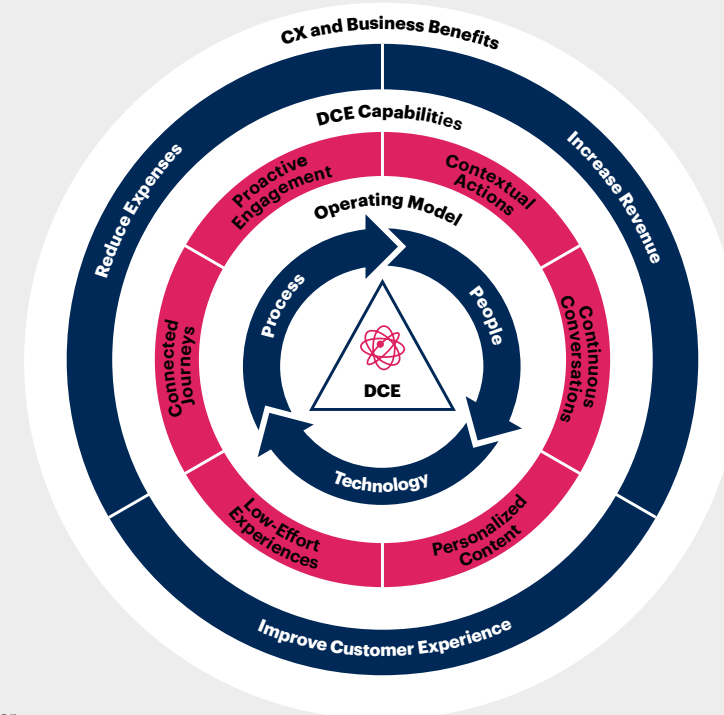 CX and Business Benefits
Reduce Expenses
Increase Revenue
Improve Customer Experience
DCE Capabilities
Proactive
Engagement
Contextual
Actions
Continuous
Conversations
Personalized
Content
Low-Effort
Experiences
Connected
Journeys
Operating Model
Process
People
Technology
DCE